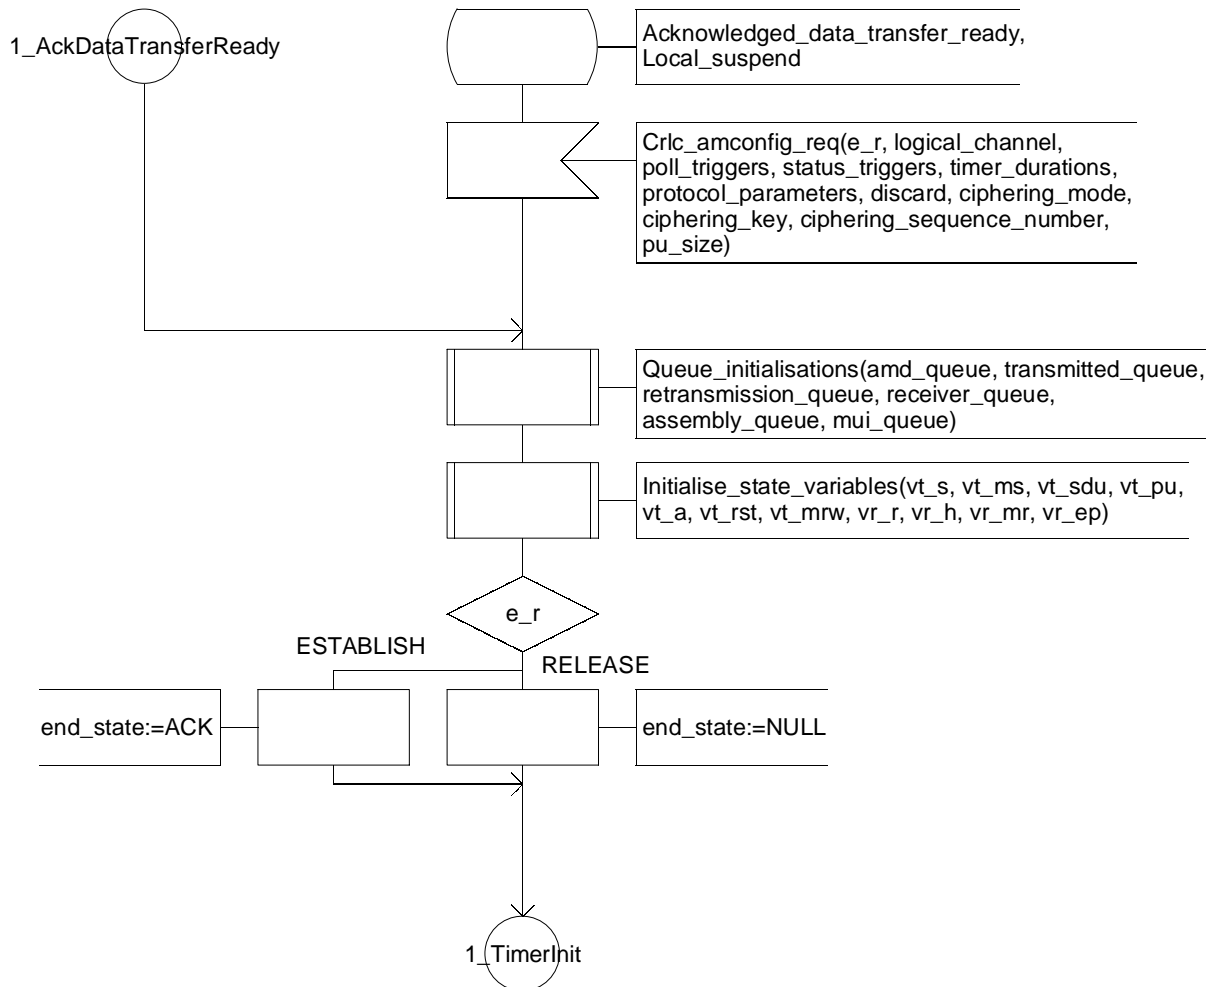 1_AckDataTransferReady
Acknowledged_data_transfer_ready,
Local_suspend
Crlc_amconfig_req(e_r, logical_channel,
poll_triggers, status_triggers, timer_durations,
protocol_parameters, discard, ciphering_mode,
ciphering_key, ciphering_sequence_number,
pu_size)
Queue_initialisations(amd_queue, transmitted_queue,
retransmission_queue, receiver_queue,
assembly_queue, mui_queue)
Initialise_state_variables(vt_s, vt_ms, vt_sdu, vt_pu,
vt_a, vt_rst, vt_mrw, vr_r, vr_h, vr_mr, vr_ep)
e_r
ESTABLISH
RELEASE
end_state:=ACK
end_state:=NULL
1_TimerInit